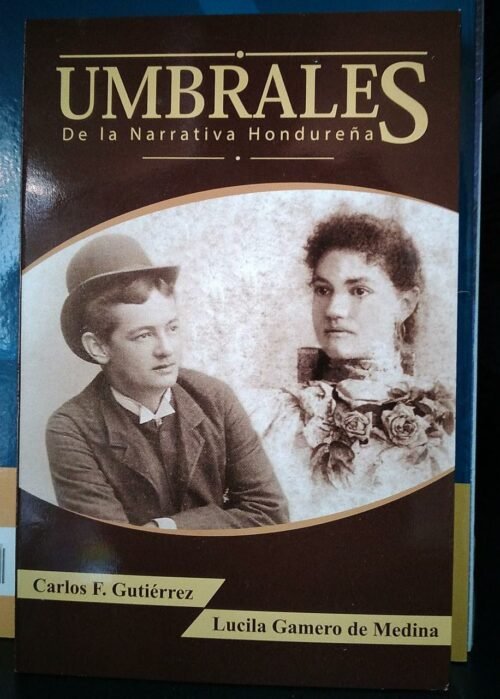 UMBRALES
De la Narrativa Hondureña
Carlos F. Gutiérrez
Lucila Gamero de Medina